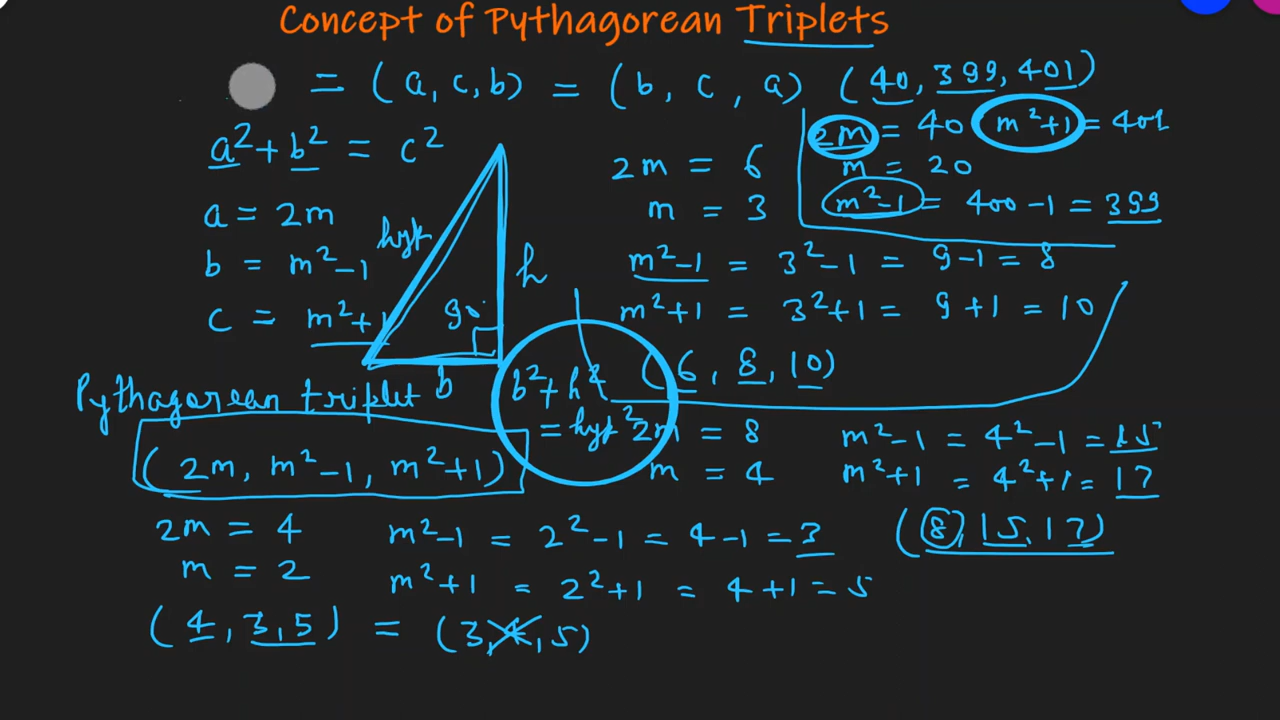 Concept of Pythagorean Triplets
= (a, c, b) = (b, c, a) (40, 399, 401)
a²+b² = c²
a = 2m
b = m²-1
c = m²+1
hyp
h
90°
b
b²+h²
= hyp²
2m = 6
m = 3
2m = 40 m²+1 = 401
m = 20
m²-1 = 400-1 = 399
m²-1 = 3²-1 = 9-1 = 8
m²+1 = 3²+1 = 9+1 = 10
(6, 8, 10)
Pythagorean triplet
(2m, m²-1, m²+1)
2m = 8
m = 4
m²-1 = 4²-1 = 15
m²+1 = 4²+1 = 17
(8, 15, 17)
2m = 4
m = 2
m²-1 = 2²-1 = 4-1 = 3
m²+1 = 2²+1 = 4+1 = 5
(4, 3, 5) = (3, 4, 5)